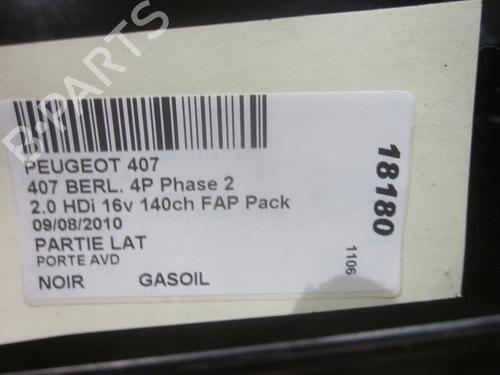 B-PARTS
PEUGEOT 407
407 BERL. 4P Phase 2
2.0 HDi 16v 140ch FAP Pack
09/08/2010
PARTIE LAT
PORTE AVD
NOIR GASOIL
1106
18180